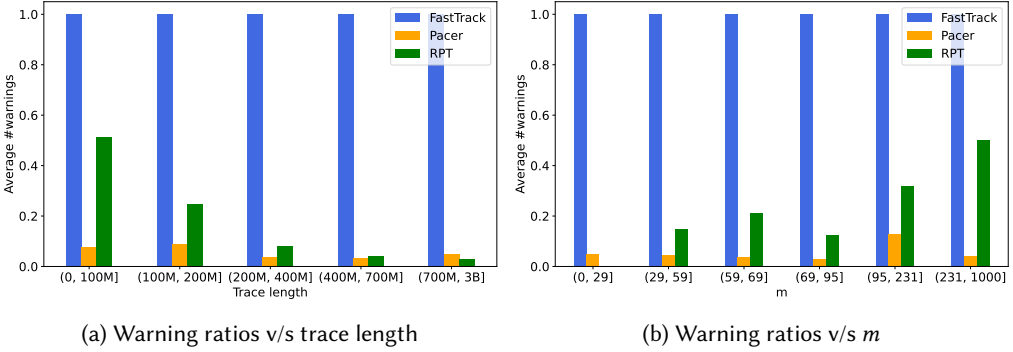 1.0
0.8
0.6
0.4
0.2
0.0
Average #warnings
FastTrack
Pacer
RPT
(0, 100M] (100M, 200M] (200M, 400M] (400M, 700M] (700M, 3B]
Trace length
(a) Warning ratios v/s trace length
1.0
0.8
0.6
0.4
0.2
0.0
Average #warnings
FastTrack
Pacer
RPT
(0, 29] (29, 59] (59, 69] (69, 95] (95, 231] (231, 1000]
m
(b) Warning ratios v/s m